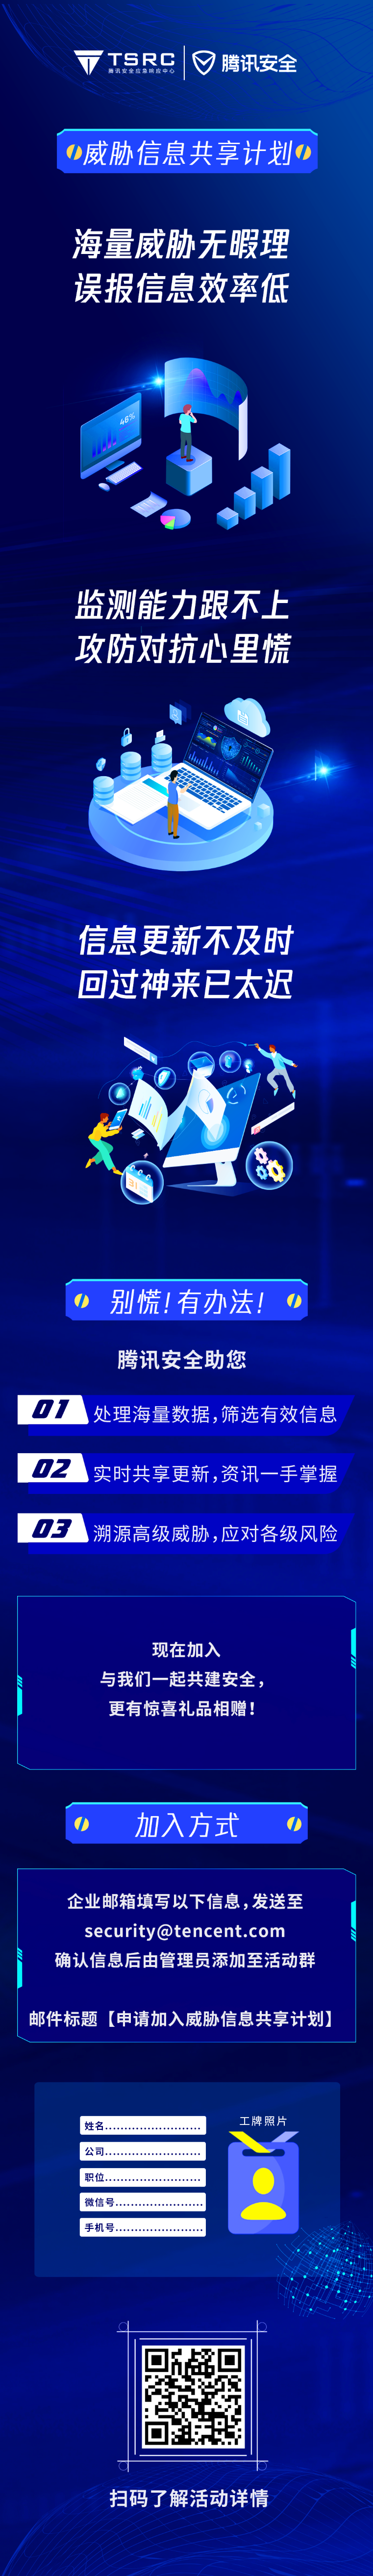 TSRC
腾讯安全应急响应中心
腾讯安全
威胁信息共享计划
海量威胁无暇理
误报信息效率低
46%
监测能力跟不上
攻防对抗心里慌
信息更新不及时
回过神来已太迟
31
别慌!有办法!
腾讯安全助您
01 处理海量数据,筛选有效信息
02 实时共享更新,资讯一手掌握
03 溯源高级威胁,应对各级风险
现在加入
与我们一起共建安全,
更有惊喜礼品相赠!
加入方式
企业邮箱填写以下信息,发送至
security@tencent.com
确认信息后由管理员添加至活动群
邮件标题【申请加入威胁信息共享计划】
工牌照片
姓名........................
公司........................
职位........................
微信号......................
手机号......................
扫码了解活动详情